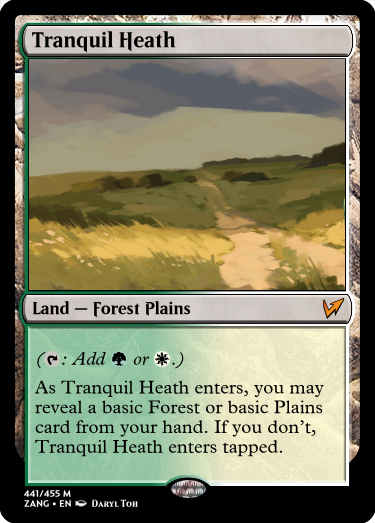 Tranquil Heath
Land — Forest Plains
(: Add or .)
As Tranquil Heath enters, you may
reveal a basic Forest or basic Plains
card from your hand. If you don't,
Tranquil Heath enters tapped.
441/455 M
ZANG • EN Daryl Toh